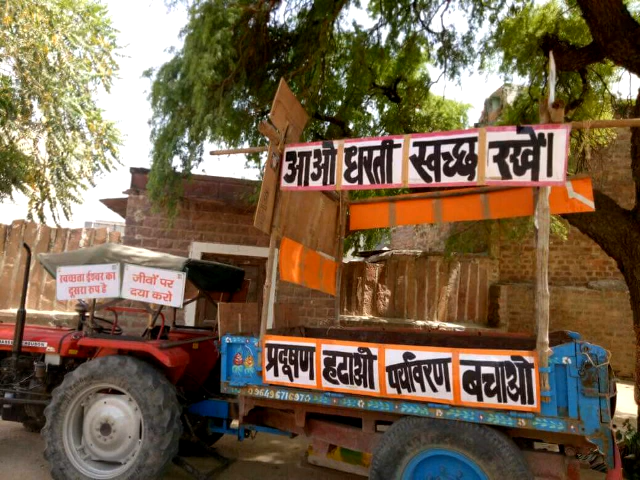 आओ धरती स्वच्छ रखें।
स्वच्छता ईश्वर का
दूसरा रूप है
जीवों पर
दया करो
प्रदूषण हटाओ पर्यावरण बचाओ